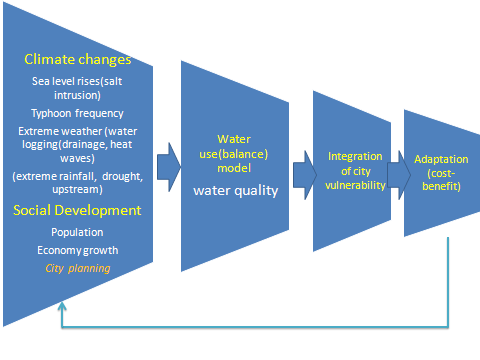 Climate changes
Sea level rises(salt
intrusion)
Typhoon frequency
Extreme weather (water
logging(drainage, heat
waves)
(extreme rainfall, drought,
upstream)
Social Development
Population
Economy growth
City planning
Water
use(balance)
model
water quality
Integration
of city
vulnerability
Adaptation
(cost-
benefit)